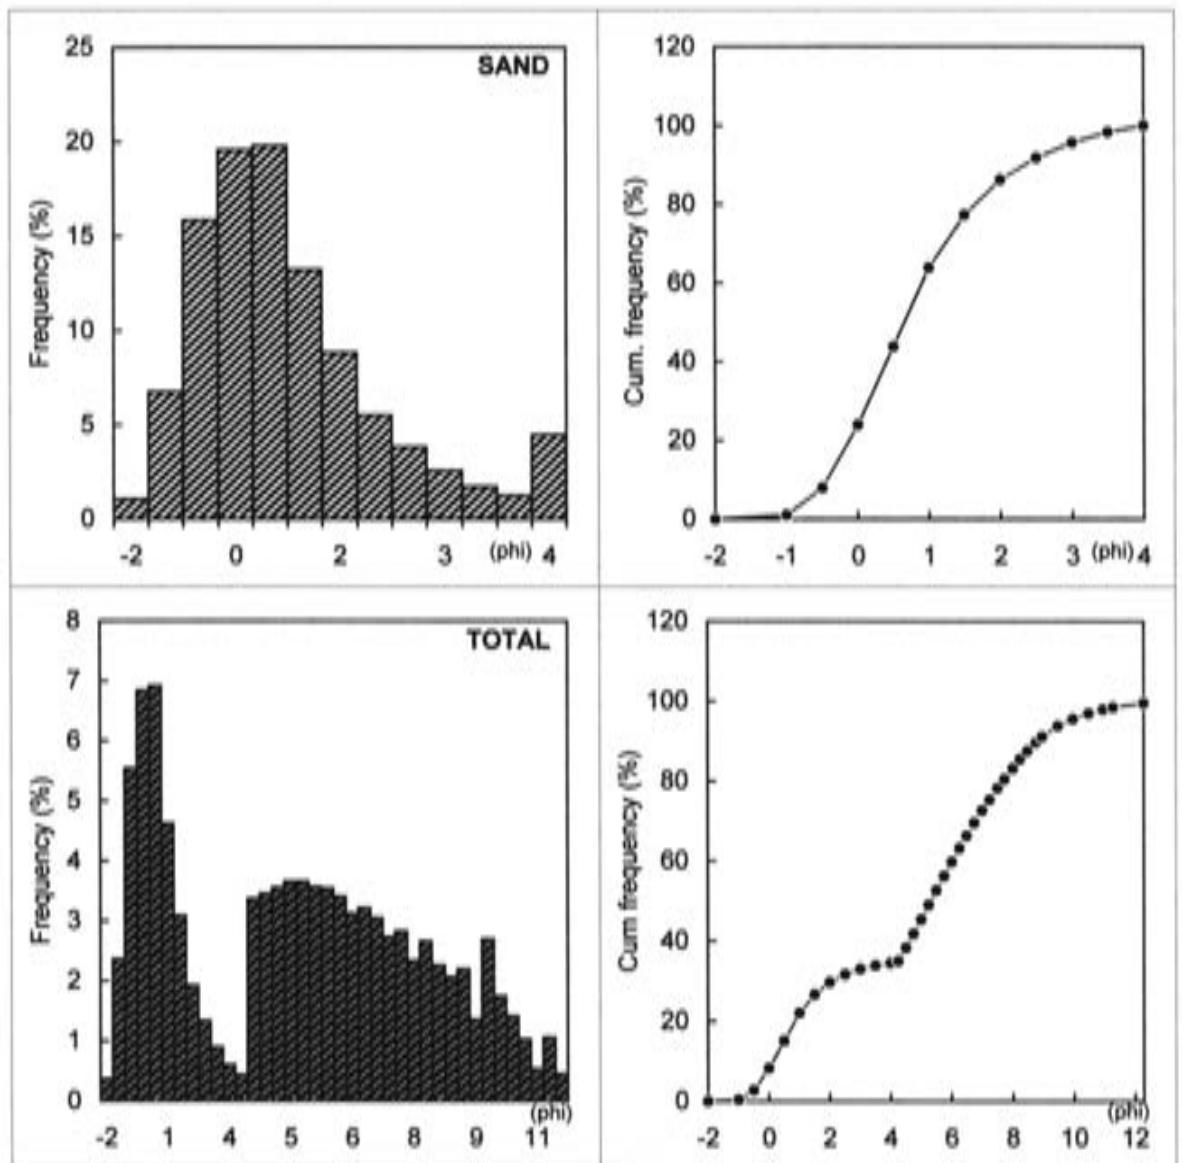 25
SAND
20
15
10
5
0
Frequency (%)
-2 0 2 3 (phi) 4
120
100
80
60
40
20
0
Cum. frequency (%)
-2 -1 0 1 2 3 (phi) 4
8
TOTAL
7
6
5
4
3
2
1
0
Frequency (%)
(phi)
-2 1 4 5 6 8 9 11
120
100
80
60
40
20
0
Cum frequency (%)
(phi)
-2 0 2 4 6 8 10 12